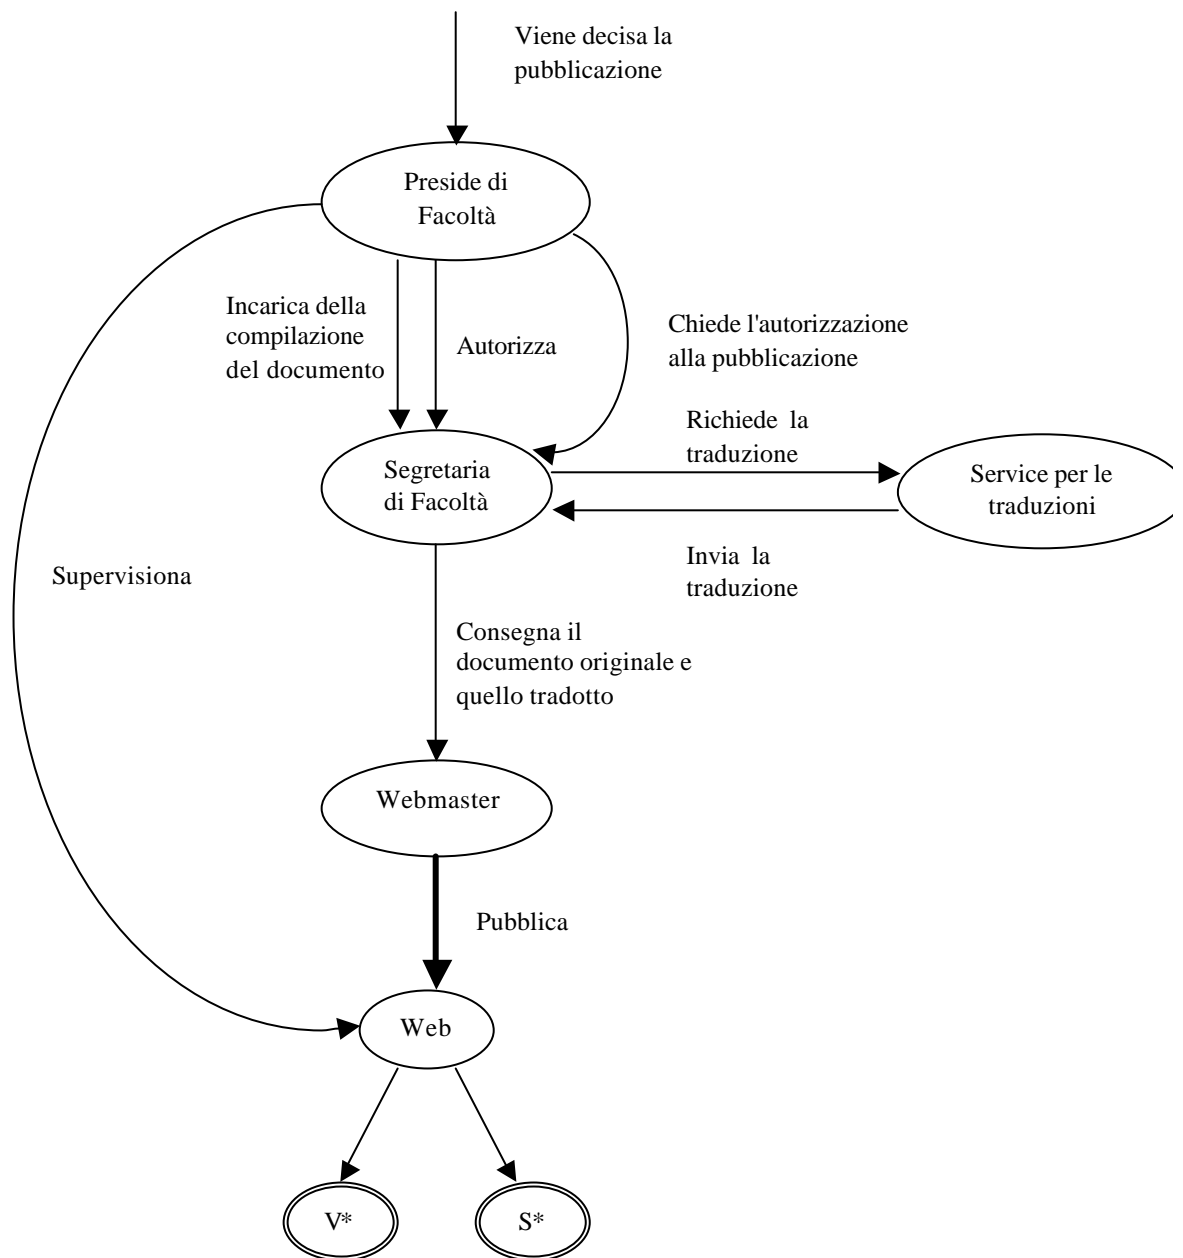 Viene decisa la
pubblicazione
Preside di
Facoltà
Incarica della
compilazione
del documento
Autorizza
Chiede l'autorizzazione
alla pubblicazione
Richiede la
traduzione
Segretaria
di Facoltà
Service per le
traduzioni
Invia la
traduzione
Supervisiona
Consegna il
documento originale e
quello tradotto
Webmaster
Pubblica
Web
V*
S*